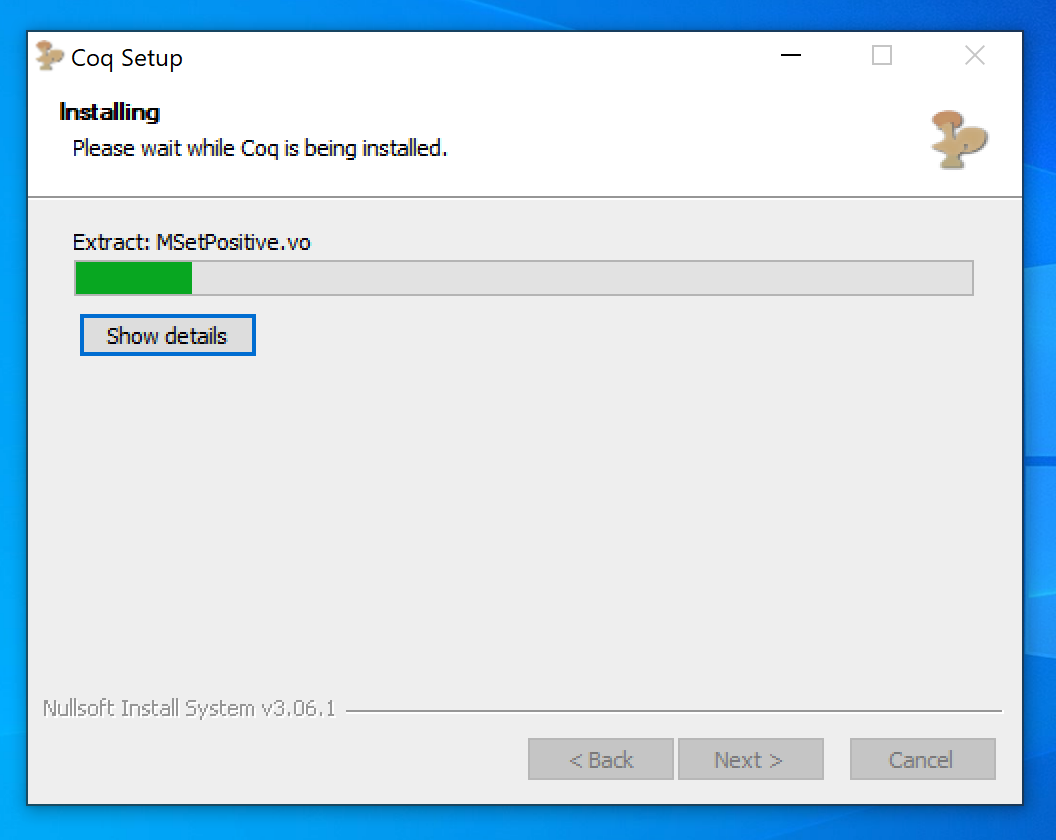 Coq Setup
Installing
Please wait while Coq is being installed.
Extract: MSetPositive.vo
Show details
Nullsoft Install System v3.06.1
< Back
Next >
Cancel